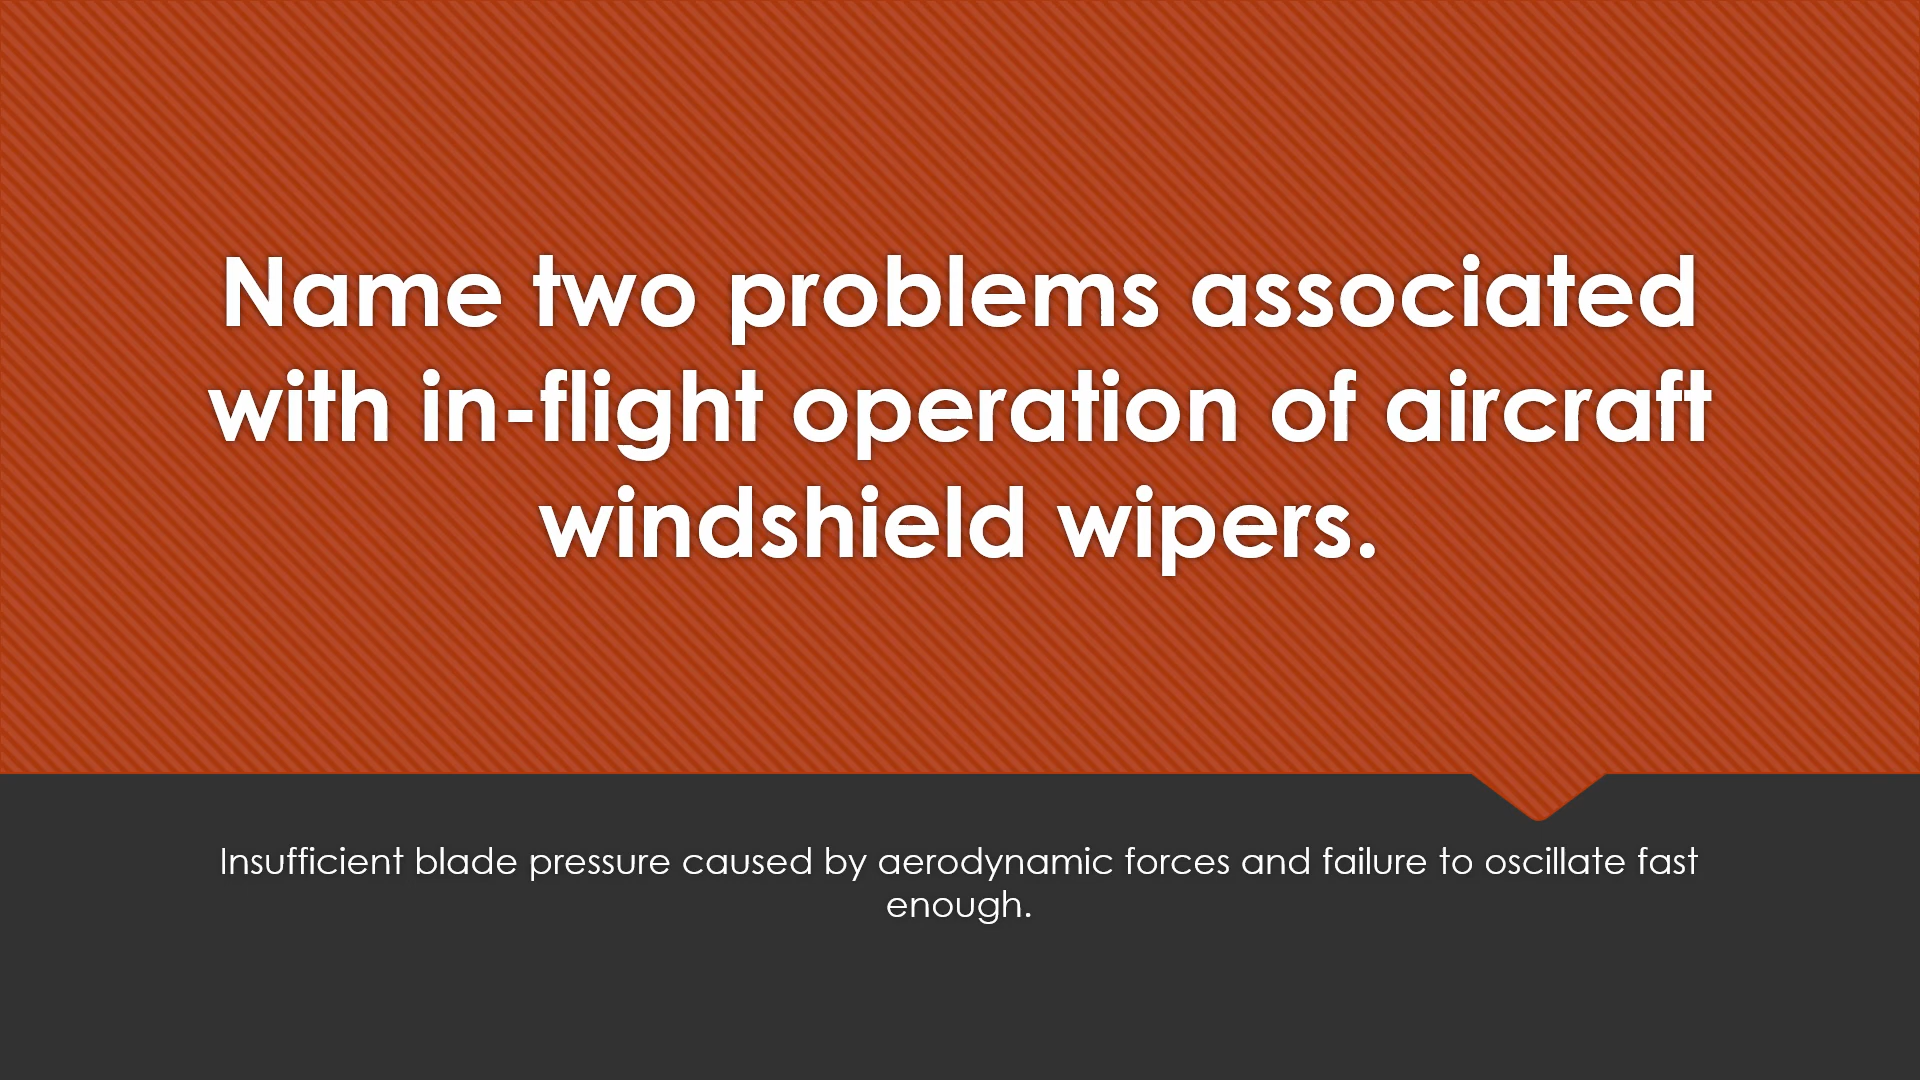 Name two problems associated
with in-flight operation of aircraft
windshield wipers.
Insufficient blade pressure caused by aerodynamic forces and failure to oscillate fast
enough.